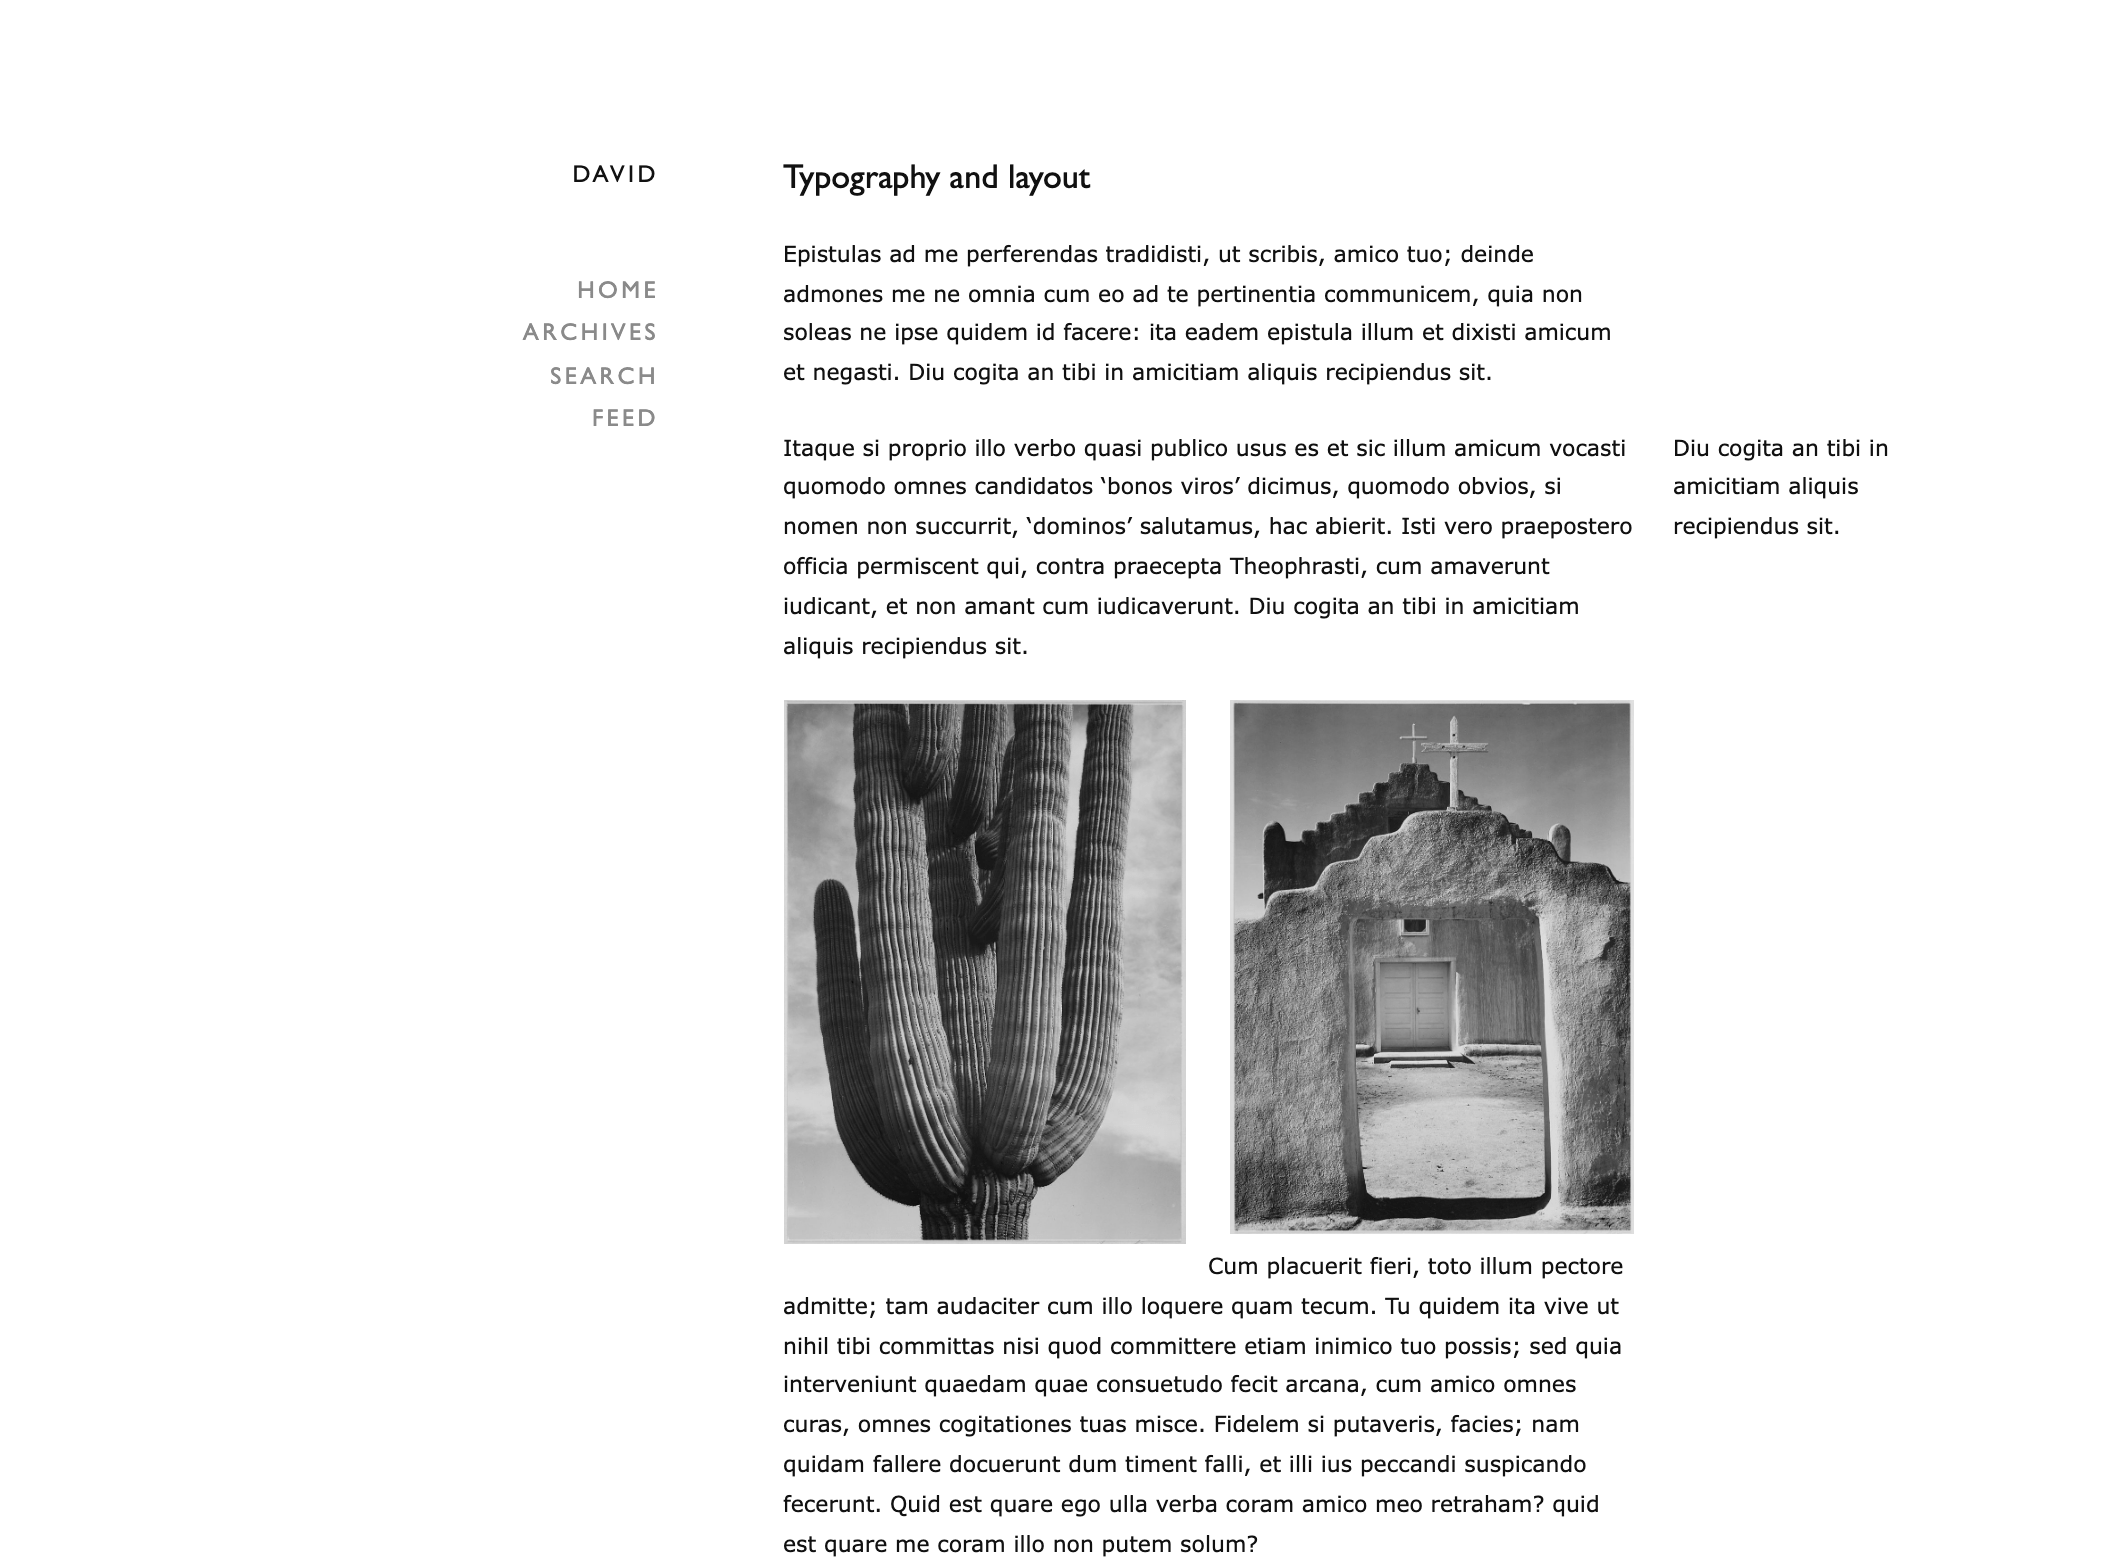 DAVID
HOME
ARCHIVES
SEARCH
FEED
Typography and layout
Epistulas ad me perferendas tradidisti, ut scribis, amico tuo; deinde
admones me ne omnia cum eo ad te pertinentia communicem, quia non
soleas ne ipse quidem id facere: ita eadem epistula illum et dixisti amicum
et negasti. Diu cogita an tibi in amicitiam aliquis recipiendus sit.
Itaque si proprio illo verbo quasi publico usus es et sic illum amicum vocasti
quomodo omnes candidatos ‘bonos viros’ dicimus, quomodo obvios, si
nomen non succurrit, ‘dominos’ salutamus, hac abierit. Isti vero praepostero
officia permiscent qui, contra praecepta Theophrasti, cum amaverunt
iudicant, et non amant cum iudicaverunt. Diu cogita an tibi in amicitiam
aliquis recipiendus sit.
Diu cogita an tibi in
amicitiam aliquis
recipiendus sit.
Cum placuerit fieri, toto illum pectore
admitte; tam audaciter cum illo loquere quam tecum. Tu quidem ita vive ut
nihil tibi committas nisi quod committere etiam inimico tuo possis; sed quia
interveniunt quaedam quae consuetudo fecit arcana, cum amico omnes
curas, omnes cogitationes tuas misce. Fidelem si putaveris, facies; nam
quidam fallere docuerunt dum timent falli, et illi ius peccandi suspicando
fecerunt. Quid est quare ego ulla verba coram amico meo retraham? quid
est quare me coram illo non putem solum?